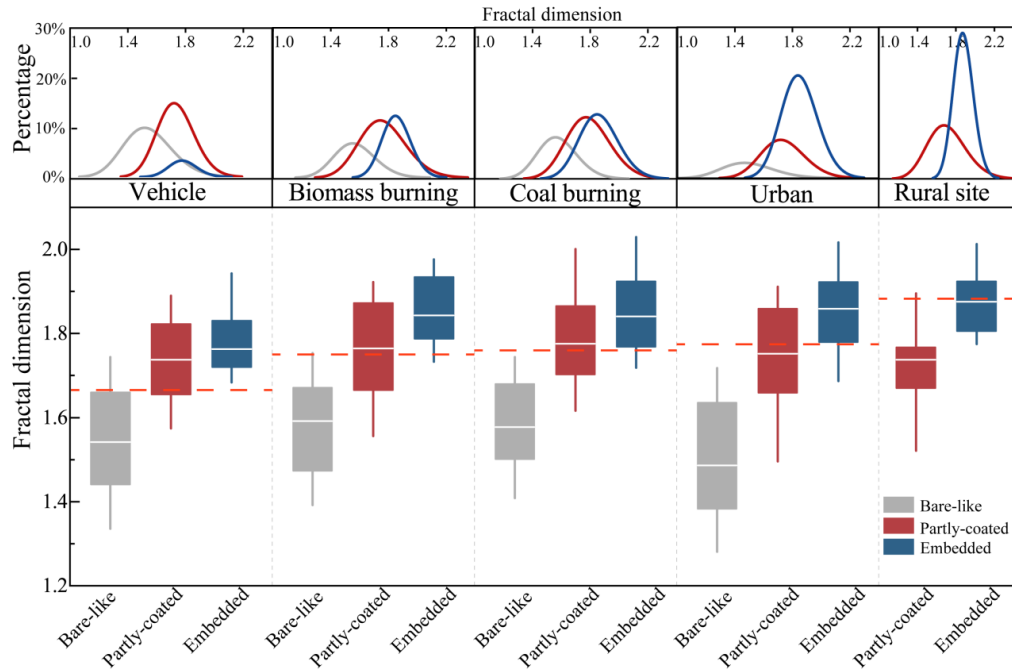 Fractal dimension
30% 1.0 1.4 1.8 2.2 1.0 1.4 1.8 2.2 1.0 1.4 1.8 2.2 1.0 1.4 1.8 2.2 1.0 1.4 1.8 2.2
20%
10%
0%
Percentage
Vehicle Biomass burning Coal burning Urban Rural site
2.0
1.8
1.6
1.4
1.2
Fractal dimension
Bare-like
Partly-coated
Embedded
Bare-like Partly-coated Embedded Bare-like Partly-coated Embedded Bare-like Partly-coated Embedded Bare-like Partly-coated Embedded Partly-coated Embedded